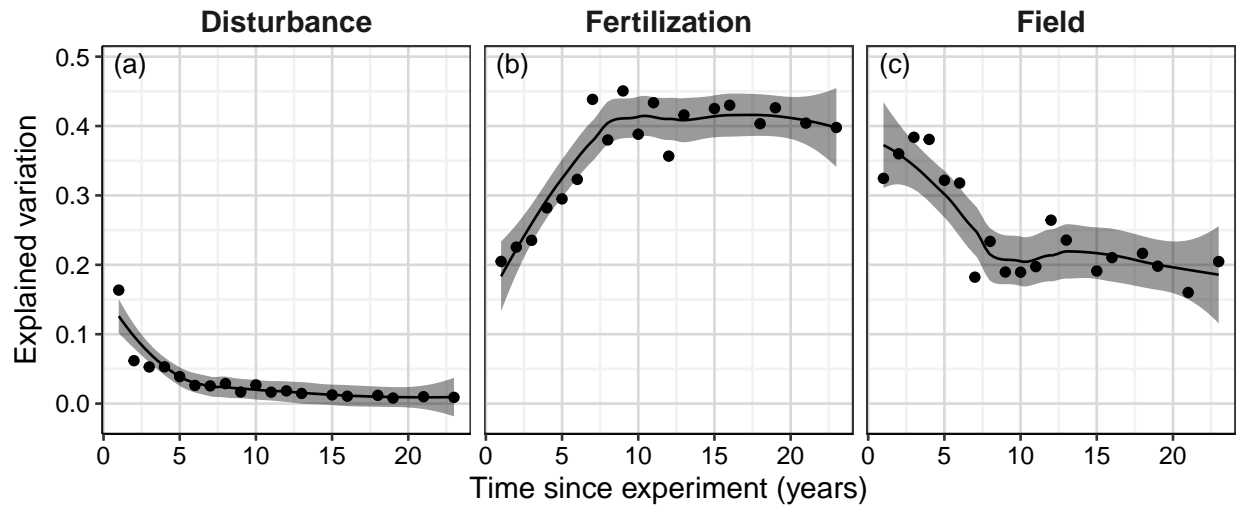 Disturbance Fertilization Field
(a) (b) (c)
0.5
0.4
0.3
0.2
0.1
0.0
Explained variation
0 5 10 15 20 0 5 10 15 20 0 5 10 15 20
Time since experiment (years)